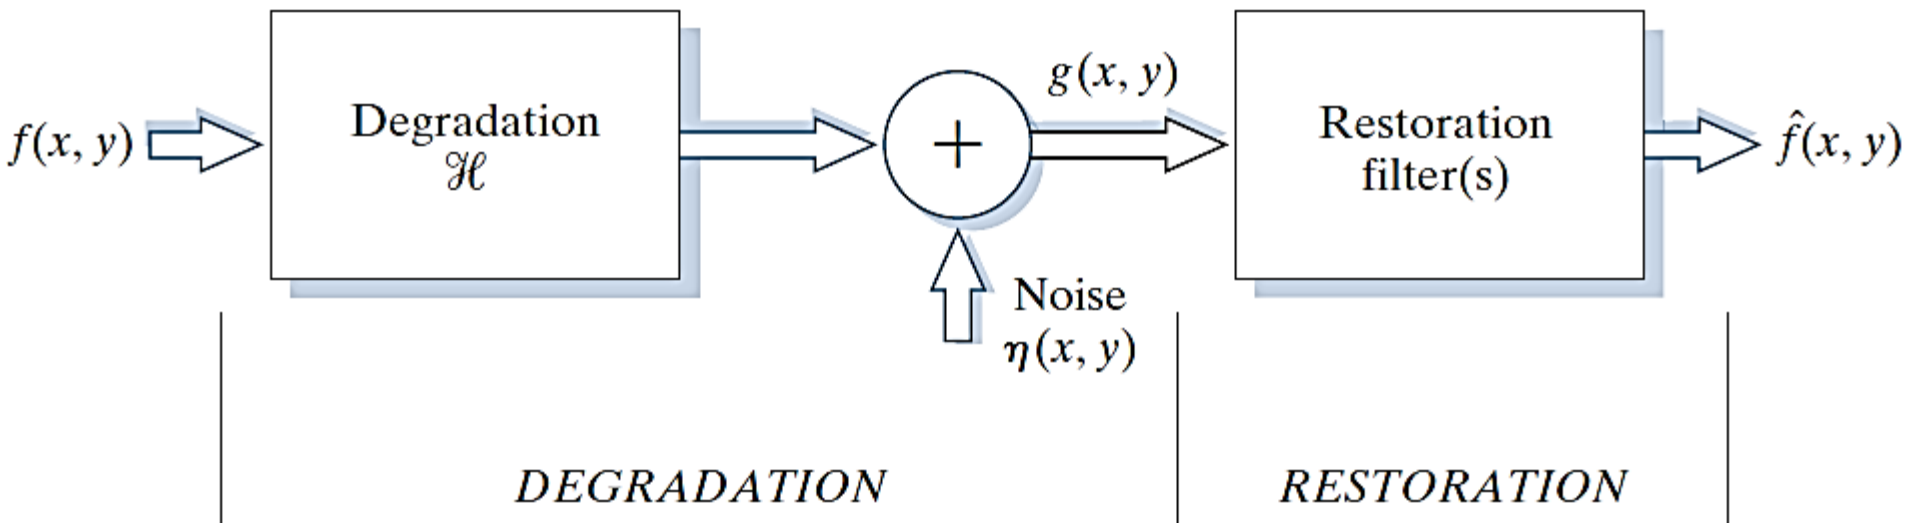 f(x, y)
Degradation
ℋ
+
g(x, y)
Noise
η(x, y)
Restoration
filter(s)
f̂(x, y)
DEGRADATION
RESTORATION